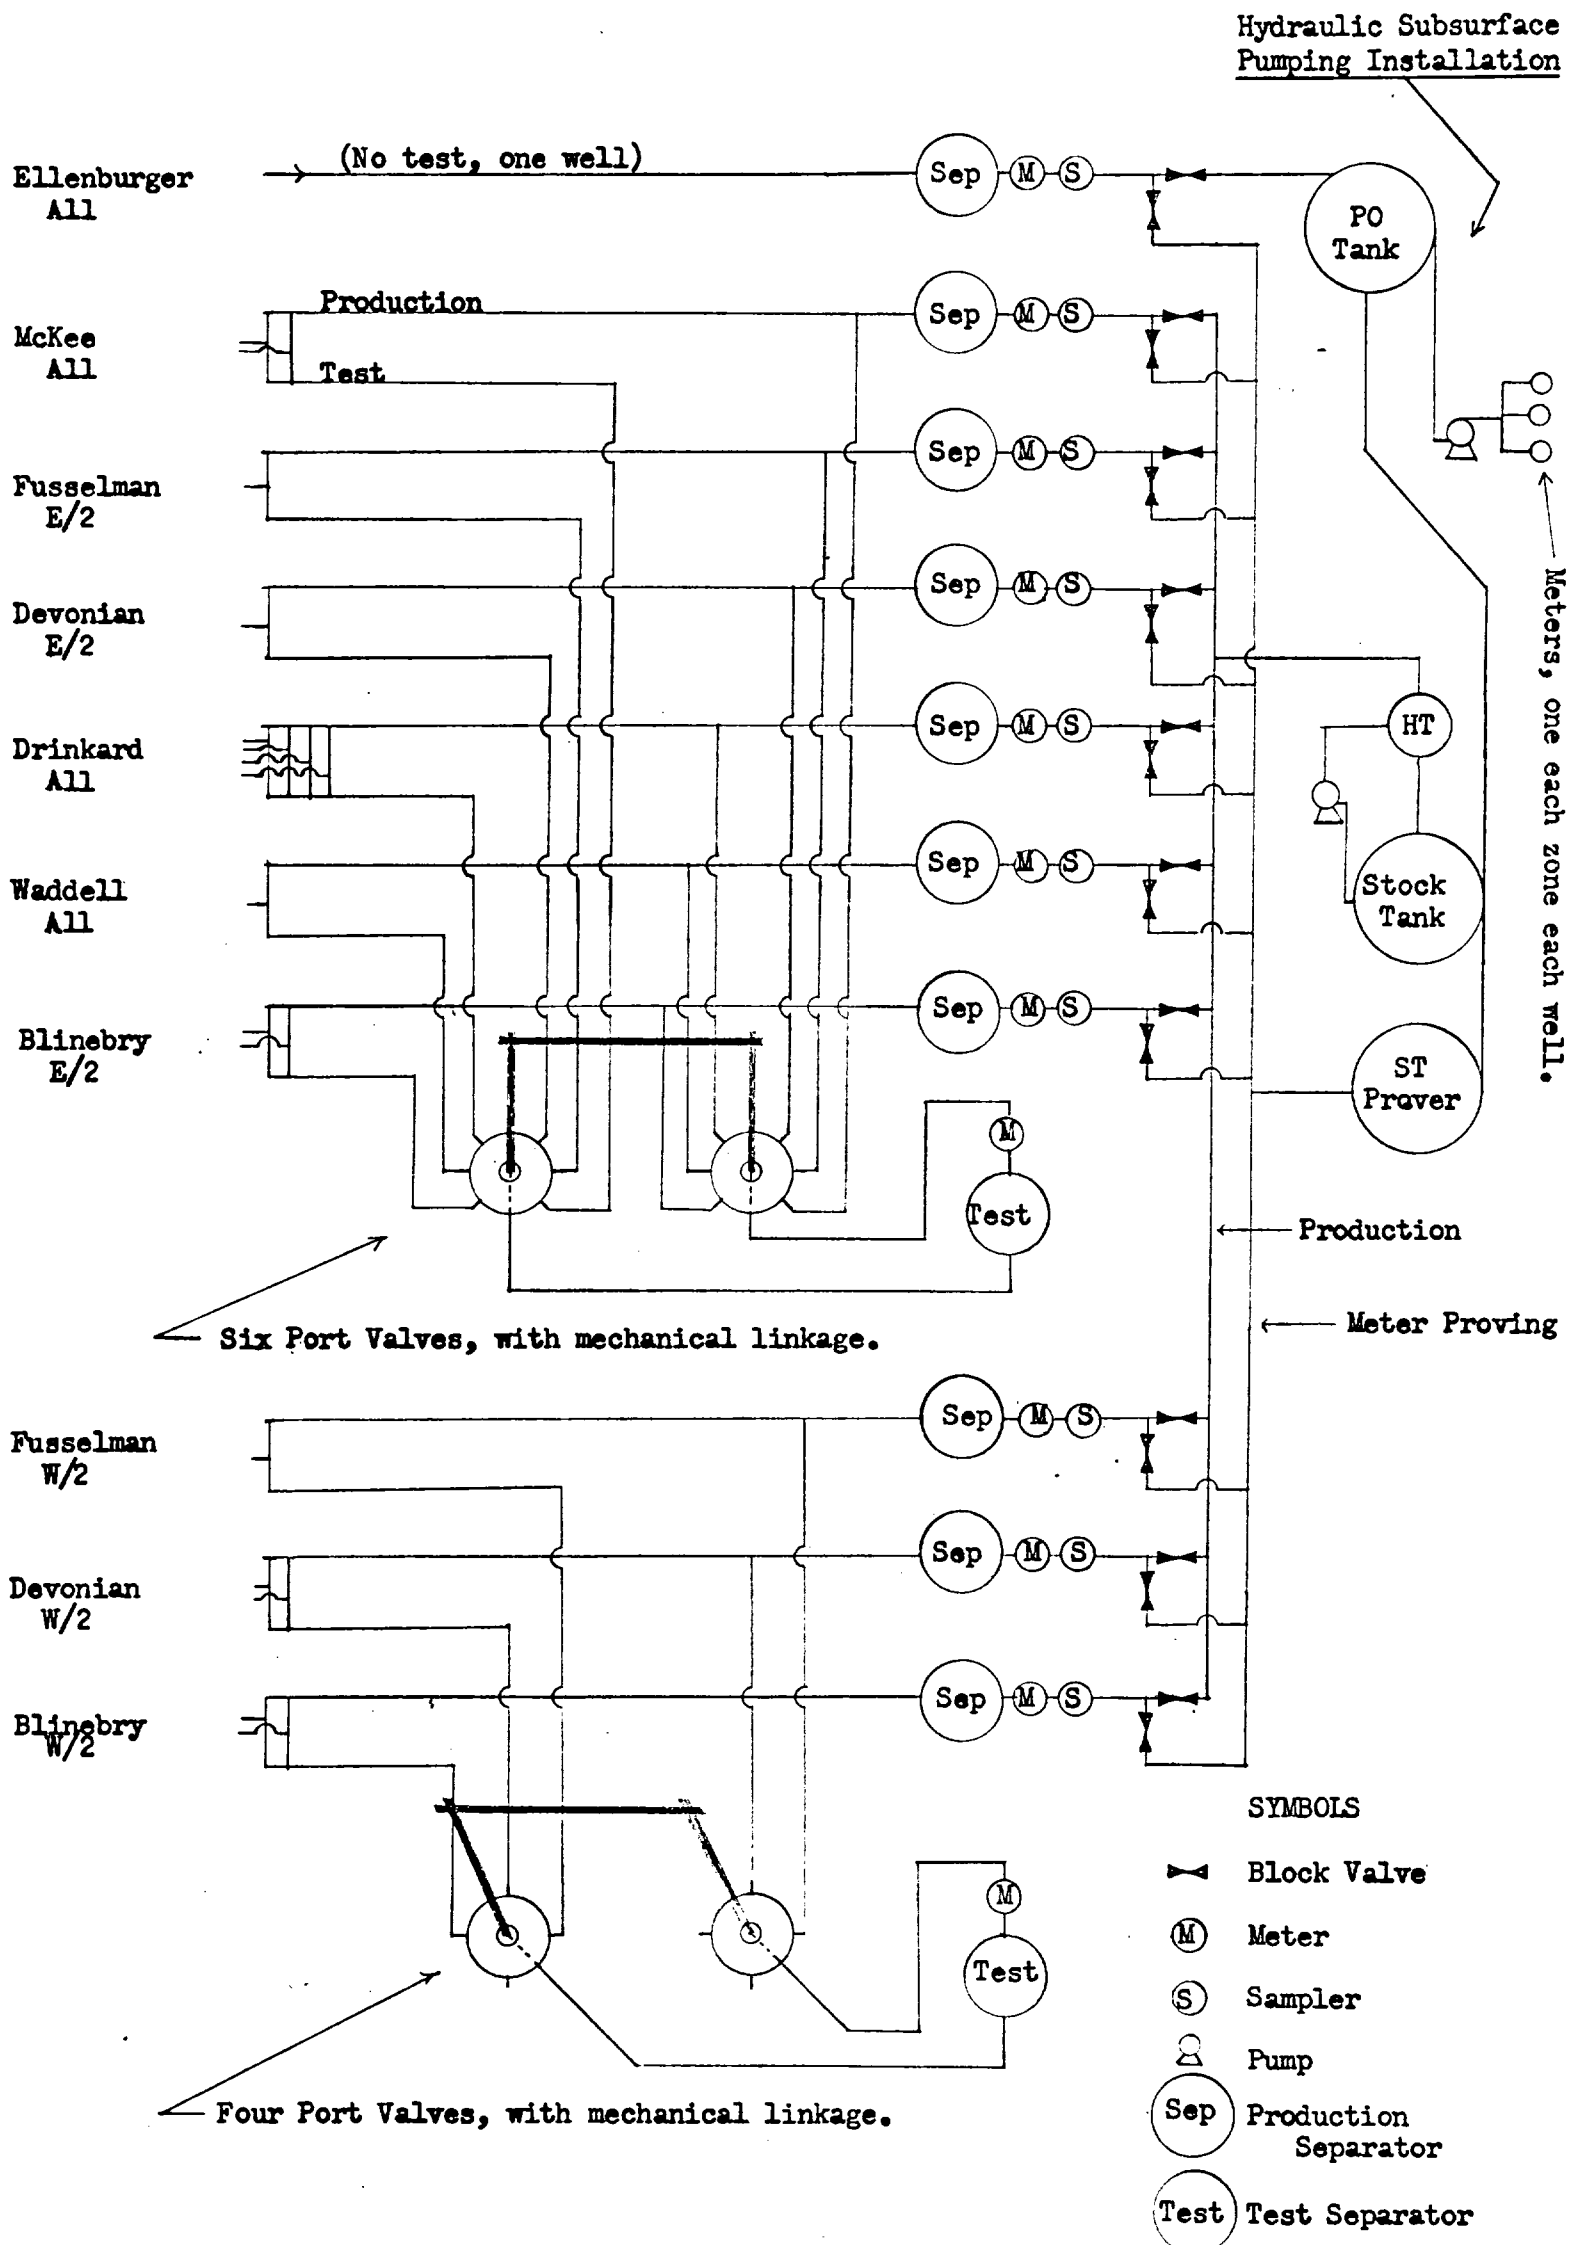 Hydraulic Subsurface
Pumping Installation
Ellenburger
All
(No test, one well)
Sep
M
S
PO
Tank
McKee
All
Production
Test
Sep
M
S
Fusselman
E/2
Sep
M
S
Meters, one each zone each well.
Devonian
E/2
Sep
M
S
Drinkard
All
Sep
M
S
HT
Waddell
All
Sep
M
S
Stock
Tank
Blinebry
E/2
Sep
M
S
ST
Prover
M
Test
Production
Meter Proving
Six Port Valves, with mechanical linkage.
Fusselman
W/2
Sep
M
S
Devonian
W/2
Sep
M
S
Blinebry
W/2
Sep
M
S
M
Test
Four Port Valves, with mechanical linkage.
SYMBOLS
Block Valve
M Meter
S Sampler
Pump
Sep Production
Separator
Test Test Separator